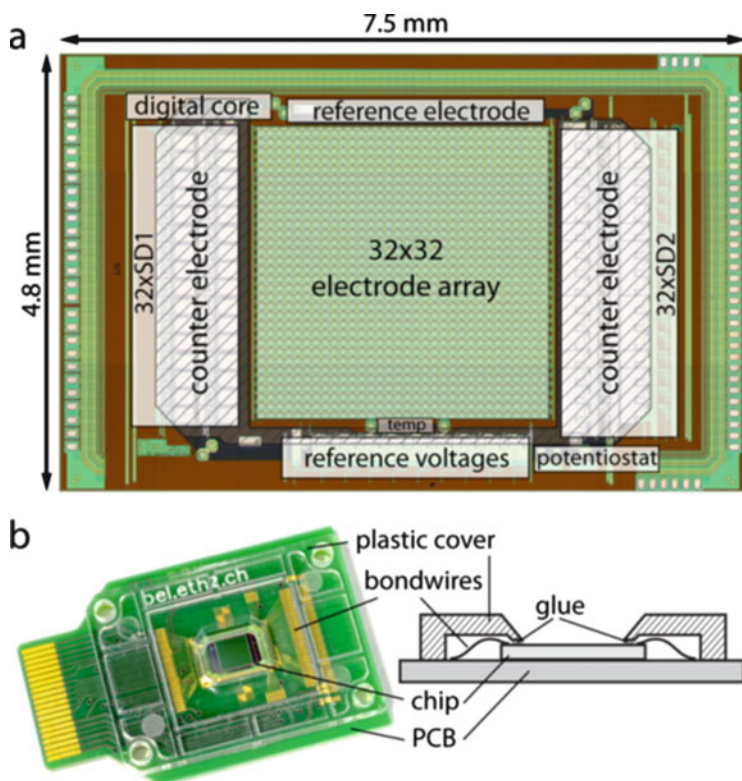 a
7.5 mm
4.8 mm
digital core
reference electrode
32xSD1
counter electrode
32x32
electrode array
counter electrode
32xSD2
temp
reference voltages
potentiostat
b
plastic cover
bondwires
glue
chip
PCB
bel.ethz.ch